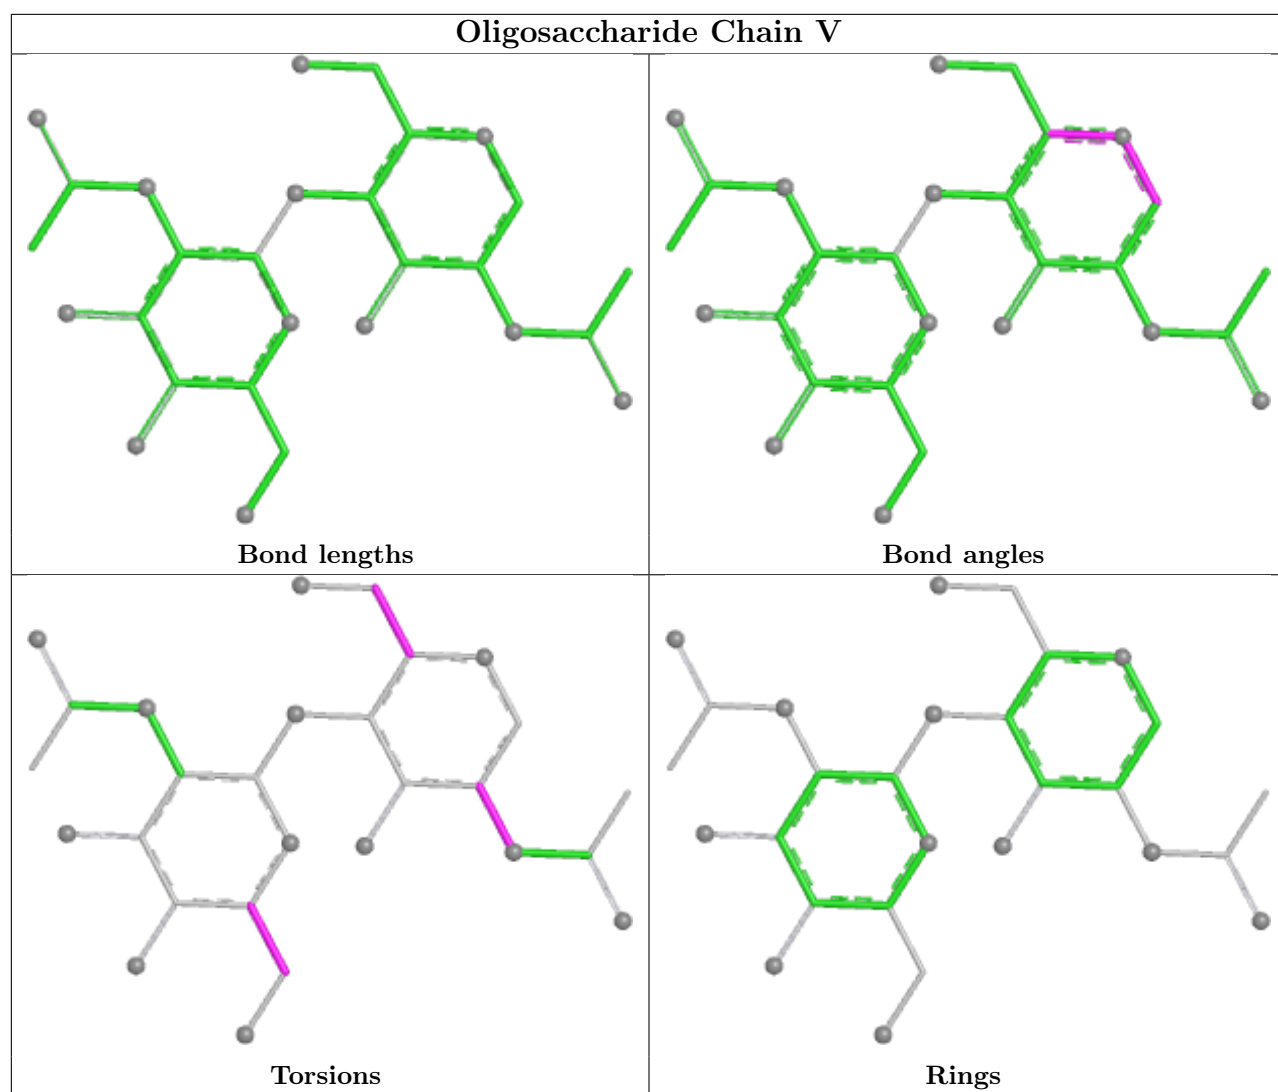 Oligosaccharide Chain V
Bond lengths
Bond angles
Torsions
Rings